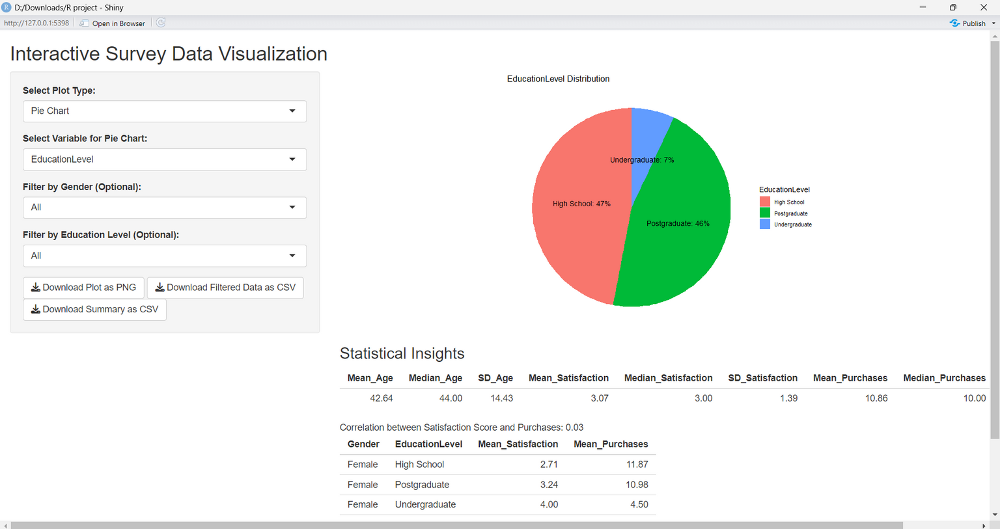 R D:/Downloads/R project - Shiny
http://127.0.0.1:5398 Open in Browser Publish
Interactive Survey Data Visualization
Select Plot Type:
Pie Chart
Select Variable for Pie Chart:
EducationLevel
Filter by Gender (Optional):
All
Filter by Education Level (Optional):
All
Download Plot as PNG Download Filtered Data as CSV
Download Summary as CSV
EducationLevel Distribution
Undergraduate: 7%
High School: 47%
Postgraduate: 46%
EducationLevel
High School
Postgraduate
Undergraduate
Statistical Insights
Mean_Age Median_Age SD_Age Mean_Satisfaction Median_Satisfaction SD_Satisfaction Mean_Purchases Median_Purchases
42.64 44.00 14.43 3.07 3.00 1.39 10.86 10.00
Correlation between Satisfaction Score and Purchases: 0.03
Gender EducationLevel Mean_Satisfaction Mean_Purchases
Female High School 2.71 11.87
Female Postgraduate 3.24 10.98
Female Undergraduate 4.00 4.50